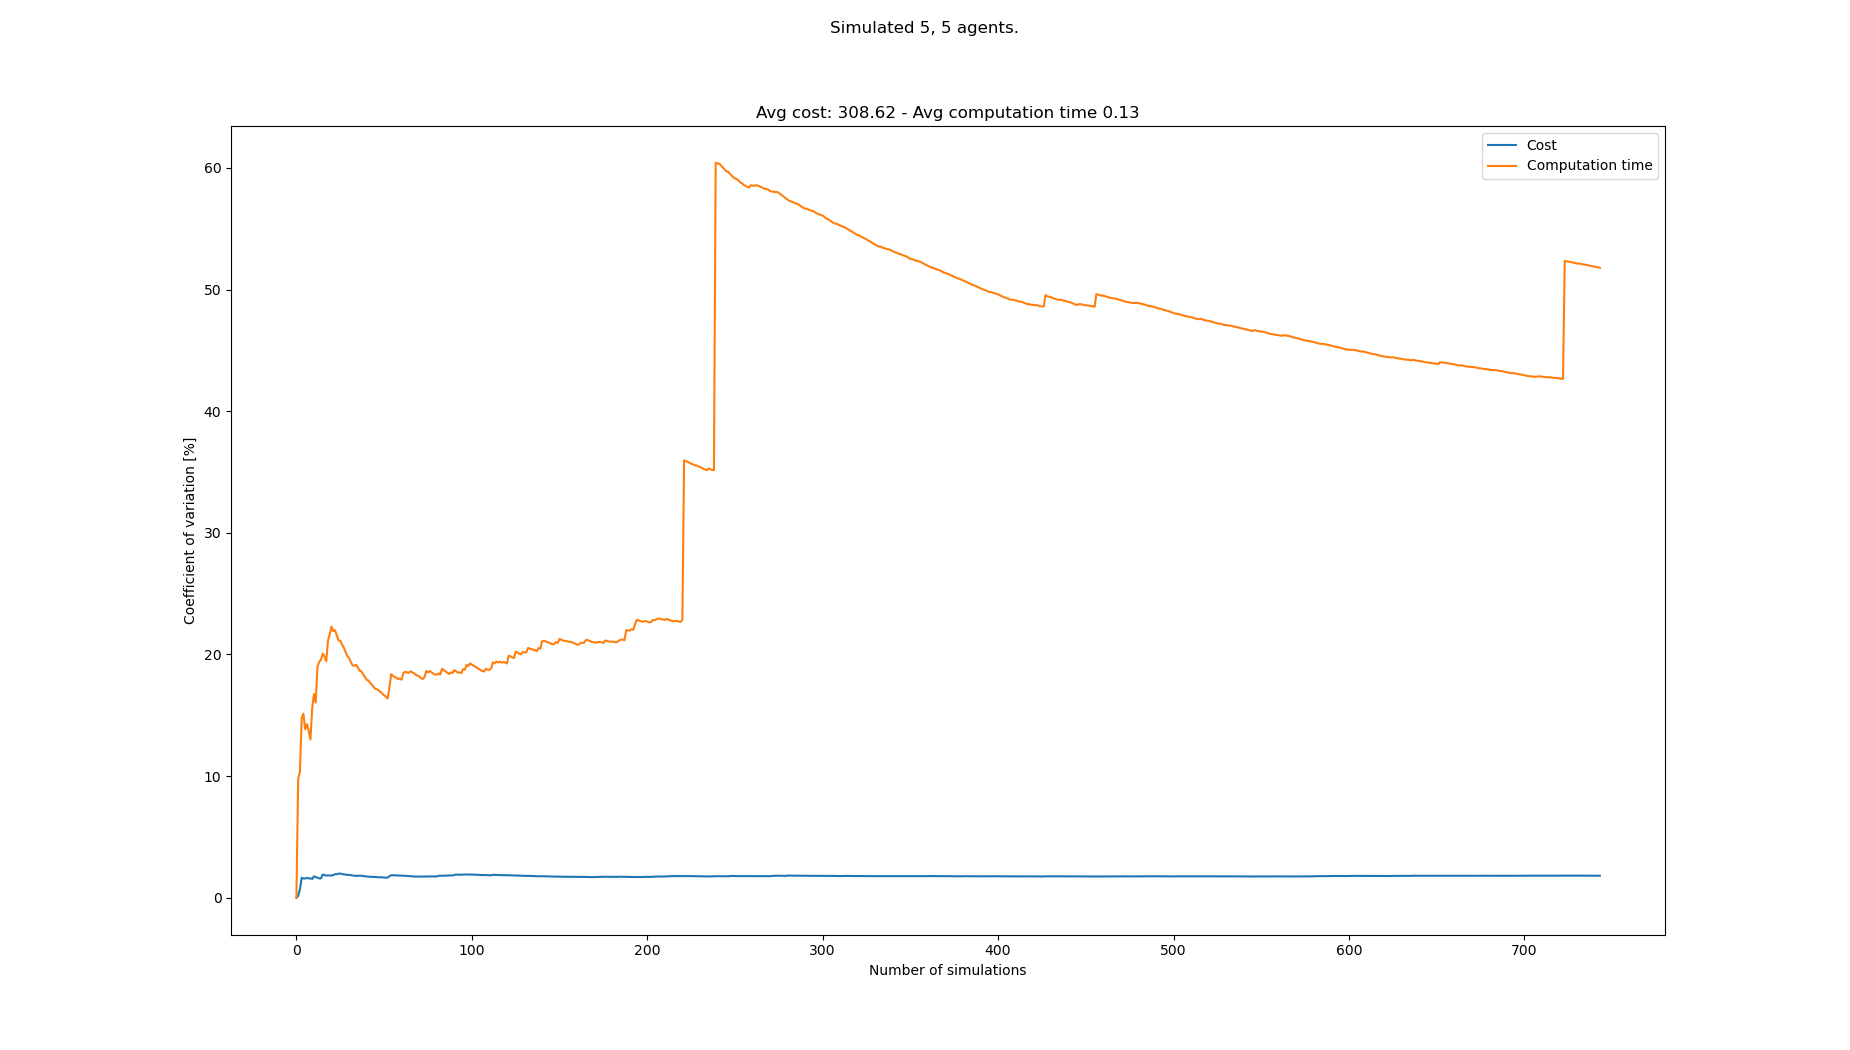 Simulated 5, 5 agents.
Avg cost: 308.62 - Avg computation time 0.13
Cost
Computation time
60
50
40
30
20
10
0
Coefficient of variation [%]
0 100 200 300 400 500 600 700
Number of simulations